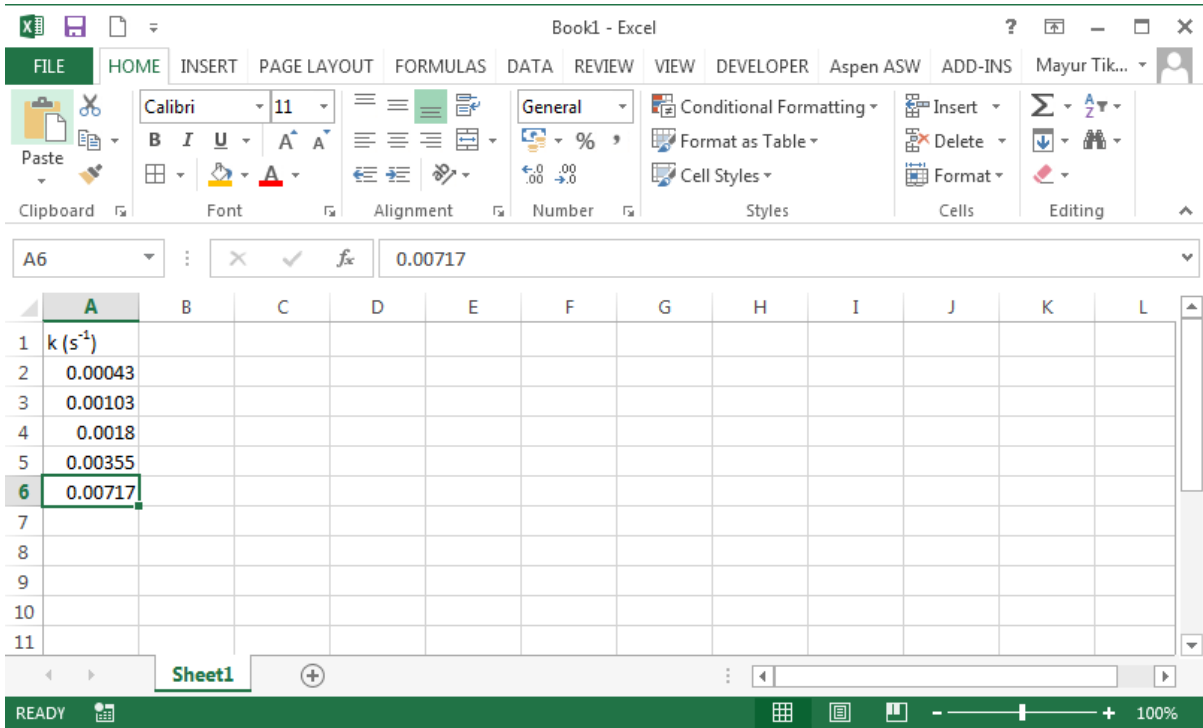 Book1 - Excel
?
FILE HOME INSERT PAGE LAYOUT FORMULAS DATA REVIEW VIEW DEVELOPER Aspen ASW ADD-INS Mayur Tik...
Calibri 11 General Conditional Formatting Insert Σ
Paste B I U A A % , Format as Table Delete
A Cell Styles Format
Clipboard Font Alignment Number Styles Cells Editing
A6 fx 0.00717
A B C D E F G H I J K L
1 k (s⁻¹)
2 0.00043
3 0.00103
4 0.0018
5 0.00355
6 0.00717
7
8
9
10
11
Sheet1
READY 100%